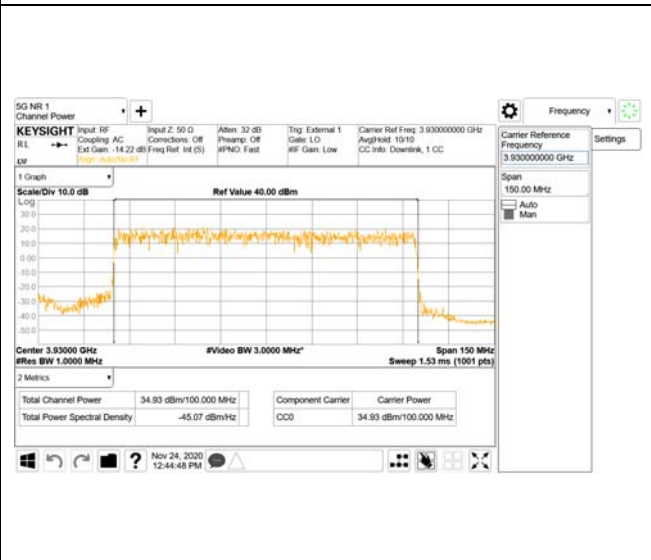 5G NR 1
Channel Power
Frequency
KEYSIGHT Input: RF Input Z: 50 Ω Atten: 32 dB Trig: External 1 Carrier Ref Freq: 3.930000000 GHz
RL Coupling: AC Corrections: Off Preamp: Off Gate: LO Avg|Hold: 10/10
Ext Gain: -14.22 dB Freq Ref: Int (S) #PNO: Fast #IF Gain: Low CC Info: Downlink, 1 CC
Align: Auto/No RF
Carrier Reference
Frequency
3.930000000 GHz
Settings
Span
150.00 MHz
Auto
Man
1 Graph
Scale/Div 10.0 dB Ref Value 40.00 dBm
Log
30.0
20.0
10.0
0.00
-10.0
-20.0
-30.0
-40.0
-50.0
Center 3.93000 GHz #Video BW 3.0000 MHz* Span 150 MHz
#Res BW 1.0000 MHz Sweep 1.53 ms (1001 pts)
2 Metrics
Total Channel Power 34.93 dBm/100.000 MHz Component Carrier Carrier Power
Total Power Spectral Density -45.07 dBm/Hz CC0 34.93 dBm/100.000 MHz
Nov 24, 2020
12:44:48 PM